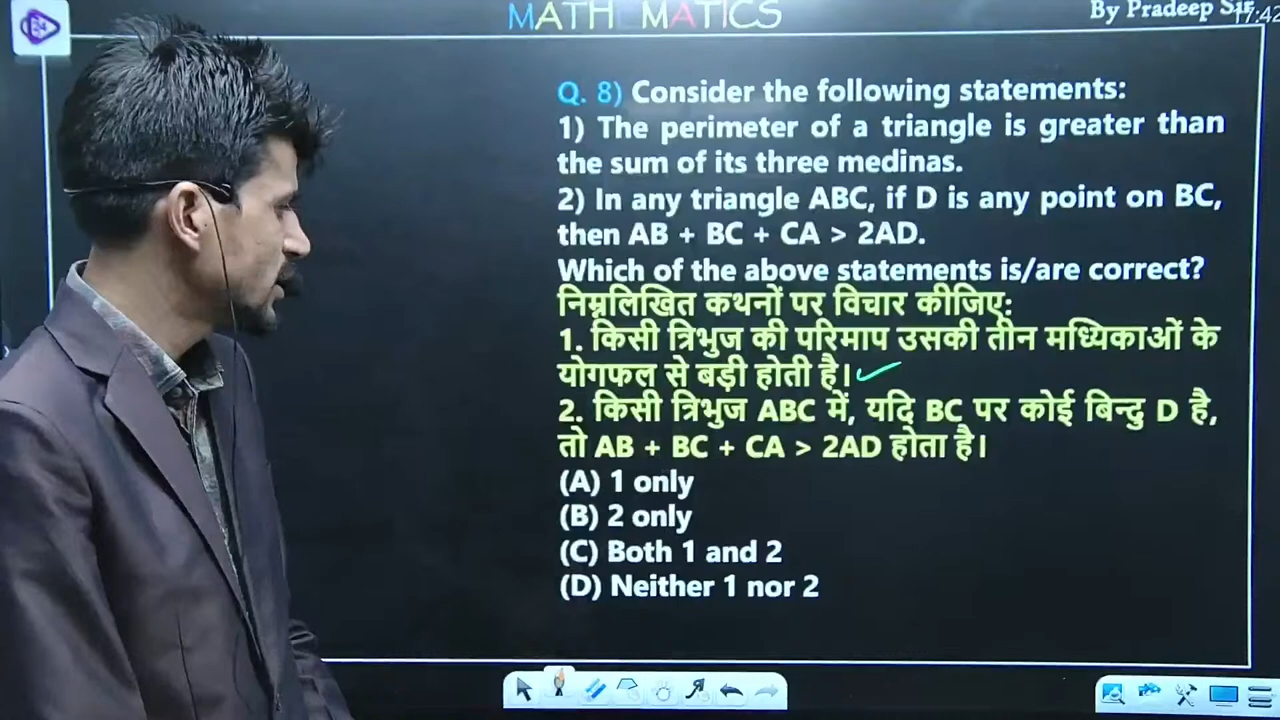 MATHEMATICS
By Pradeep Sir
17:42
Q. 8) Consider the following statements:
1) The perimeter of a triangle is greater than
the sum of its three medinas.
2) In any triangle ABC, if D is any point on BC,
then AB + BC + CA > 2AD.
Which of the above statements is/are correct?
निम्नलिखित कथनों पर विचार कीजिए:
1. किसी त्रिभुज की परिमाप उसकी तीन मध्यिकाओं के
योगफल से बड़ी होती है।
2. किसी त्रिभुज ABC में, यदि BC पर कोई बिन्दु D है,
तो AB + BC + CA > 2AD होता है।
(A) 1 only
(B) 2 only
(C) Both 1 and 2
(D) Neither 1 nor 2